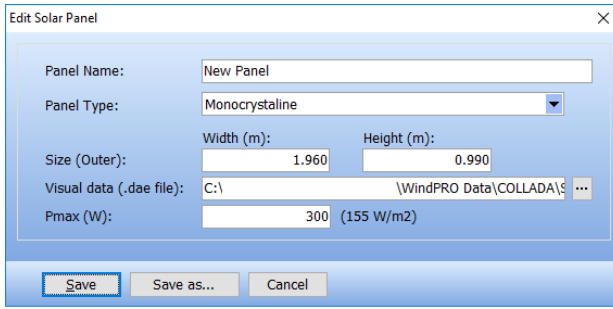 Edit Solar Panel
Panel Name: New Panel
Panel Type: Monocrystaline
Width (m): Height (m):
Size (Outer): 1.960 0.990
Visual data (.dae file): C:\ \WindPRO Data\COLLADA\S ...
Pmax (W): 300 (155 W/m2)
Save Save as... Cancel